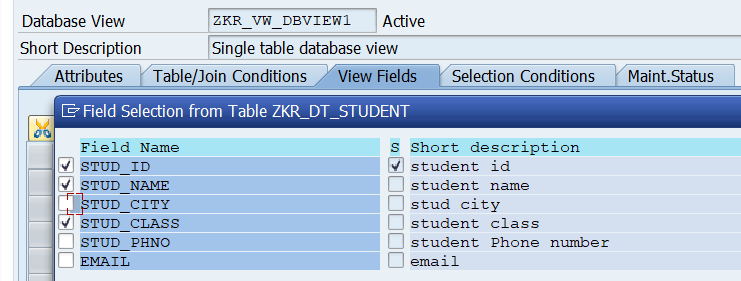 Database View ZKR_VW_DBVIEW1 Active
Short Description Single table database view
Attributes Table/Join Conditions View Fields Selection Conditions Maint.Status
Field Selection from Table ZKR_DT_STUDENT
Field Name S Short description
STUD_ID student id
STUD_NAME student name
STUD_CITY stud city
STUD_CLASS student class
STUD_PHNO student Phone number
EMAIL email